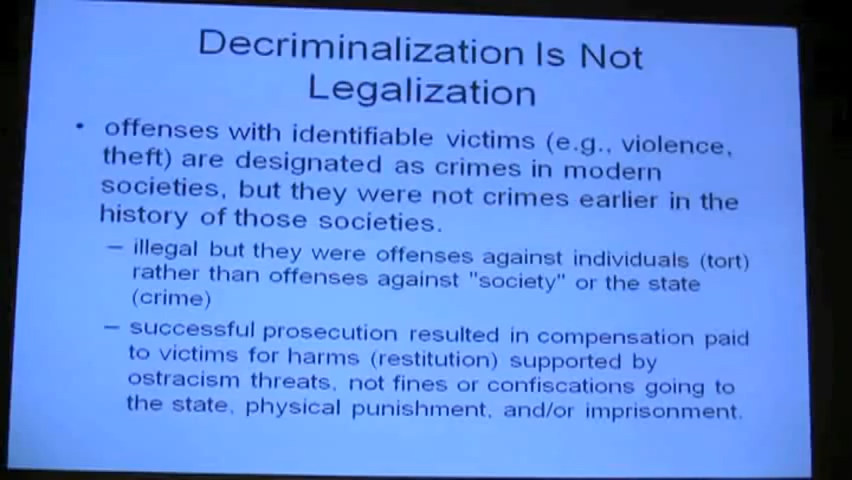 Decriminalization Is Not
Legalization
• offenses with identifiable victims (e.g., violence,
theft) are designated as crimes in modern
societies, but they were not crimes earlier in the
history of those societies.
– illegal but they were offenses against individuals (tort)
rather than offenses against "society" or the state
(crime)
– successful prosecution resulted in compensation paid
to victims for harms (restitution) supported by
ostracism threats, not fines or confiscations going to
the state, physical punishment, and/or imprisonment.